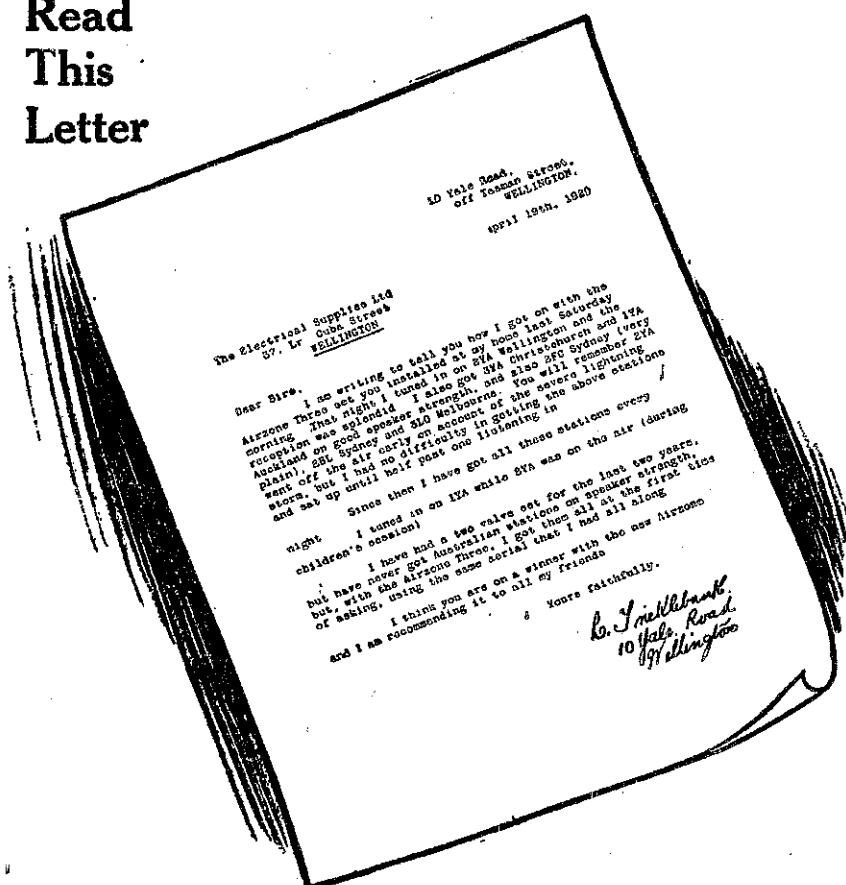 Read
This
Letter
10 Yale Road,
off Tasman Street.
WELLINGTON.
April 19th, 1930
The Electrical Supplies Ltd
37, Lr Cuba Street
WELLINGTON
Dear Sirs,
I am writing to tell you how I got on with the
Airzone Three set you installed at my home last Saturday
morning. That night I tuned in on 2YA Wellington and the
reception was splendid. I also got 3YA Christchurch and 1YA
Auckland on good speaker strength, and also 2FC Sydney (very
plain), 2BL Sydney and 3LO Melbourne. You will remember 2YA
went off the air early on account of the severe lightning
storm, but I had no difficulty in getting the above stations
and sat up until half past one listening in
Since then I have got all these stations every
night
I tuned in on 1YA while 2YA was on the air (during
children's session)
I have had a two valve set for the last two years,
but have never got Australian stations on speaker strength,
but, with the Airzone Three, I got them all at the first time
of asking, using the same aerial that I had all along
I think you are on a winner with the new Airzone
and I am recommending it to all my friends
Yours faithfully.
10 Yale Road
Wellington